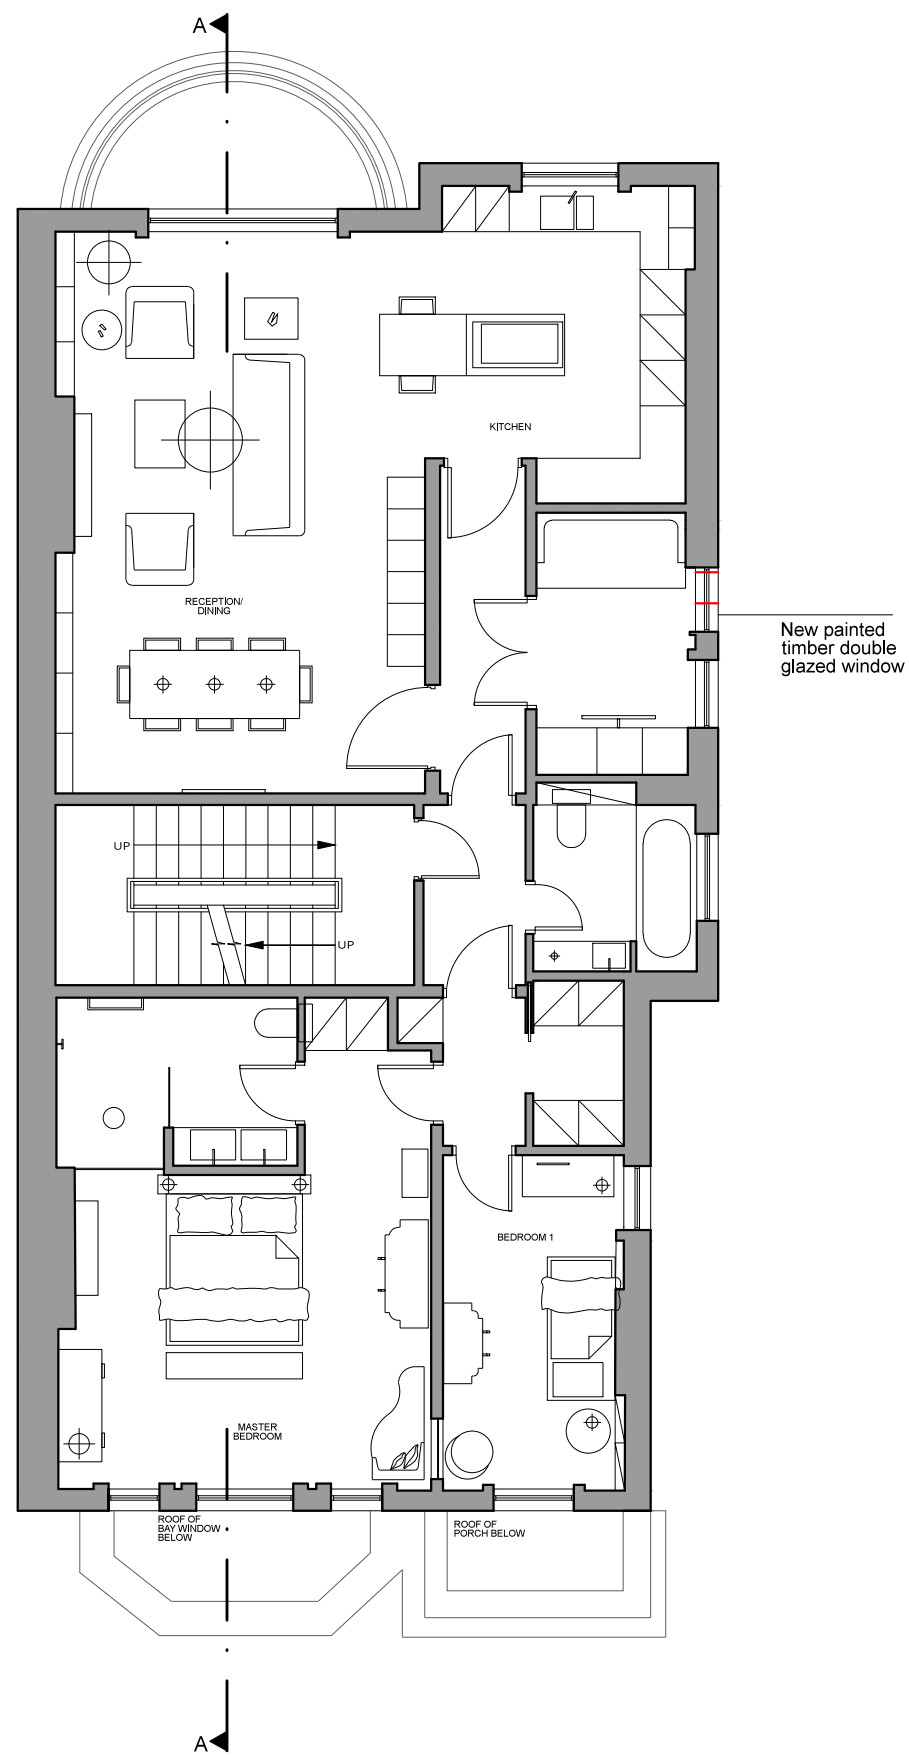 A
KITCHEN
RECEPTION/
DINING
New painted
timber double
glazed window
UP
UP
BEDROOM 1
MASTER
BEDROOM
ROOF OF
BAY WINDOW
BELOW
ROOF OF
PORCH BELOW
A